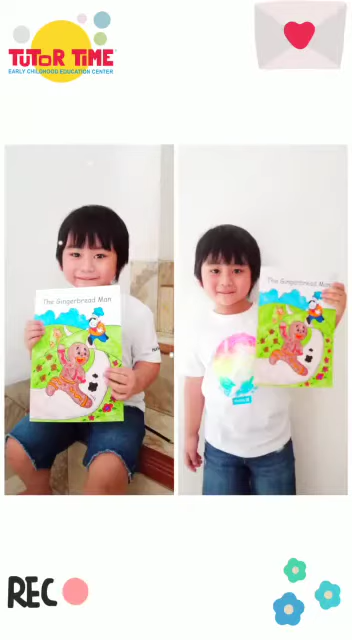 TUTOR TIME
EARLY CHILDHOOD EDUCATION CENTER
The Gingerbread Man
The Gingerbread Man
REC